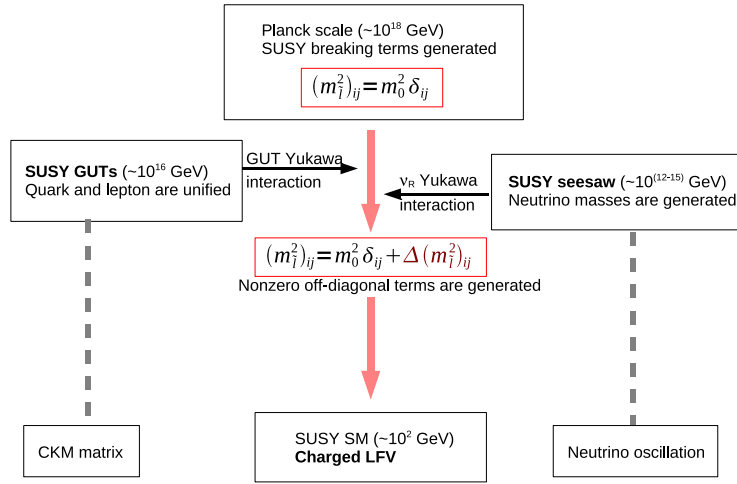 Planck scale (~10^18 GeV)
SUSY breaking terms generated
(m_l̃^2)_ij = m_0^2 δ_ij
SUSY GUTs (~10^16 GeV)
Quark and lepton are unified
GUT Yukawa
interaction
ν_R Yukawa
interaction
SUSY seesaw (~10^(12-15) GeV)
Neutrino masses are generated
(m_l̃^2)_ij = m_0^2 δ_ij + Δ(m_l̃^2)_ij
Nonzero off-diagonal terms are generated
CKM matrix
SUSY SM (~10^2 GeV)
Charged LFV
Neutrino oscillation